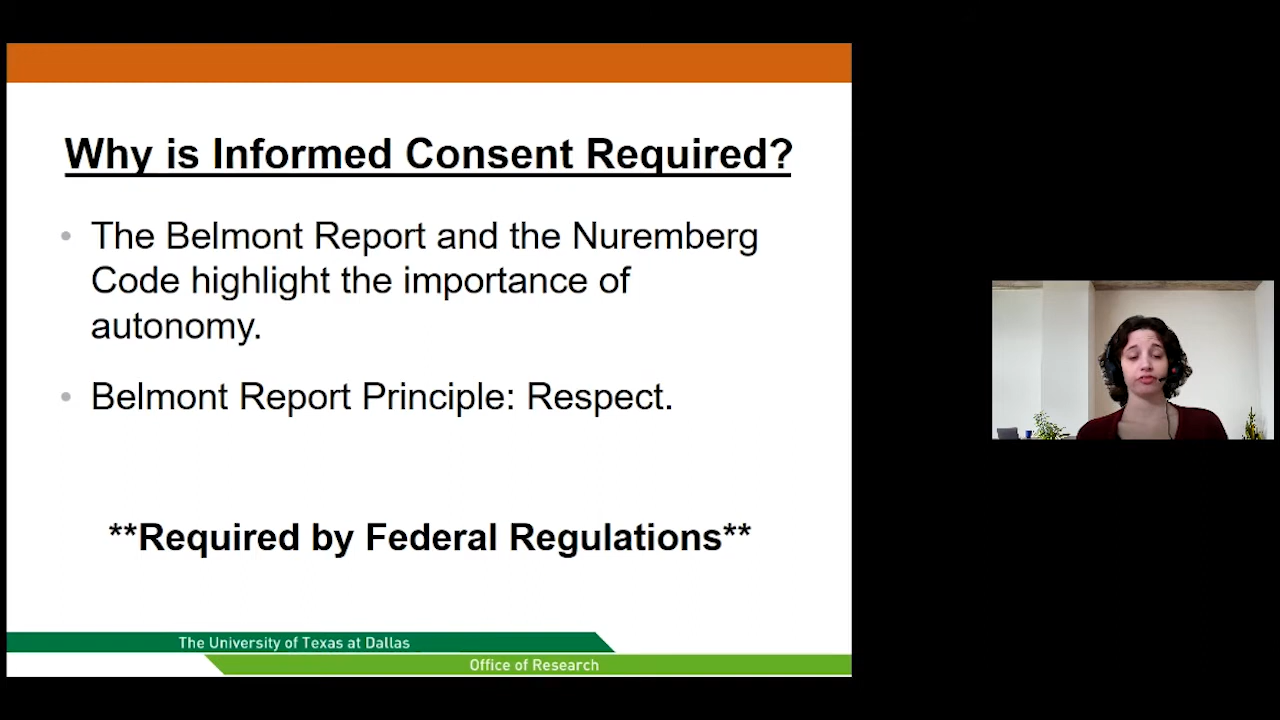 Why is Informed Consent Required?
• The Belmont Report and the Nuremberg
Code highlight the importance of
autonomy.
• Belmont Report Principle: Respect.
**Required by Federal Regulations**
The University of Texas at Dallas
Office of Research